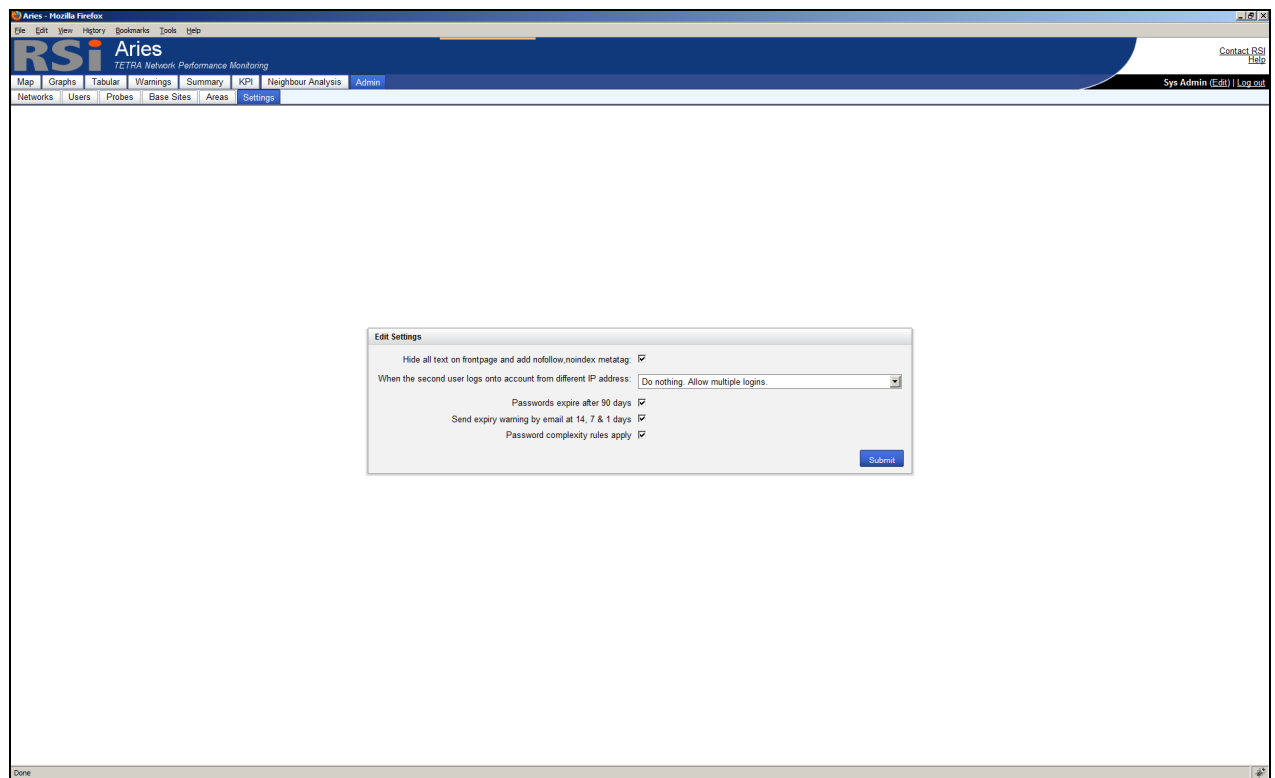 Aries - Mozilla Firefox
File Edit View History Bookmarks Tools Help
RSi
Aries
TETRA Network Performance Monitoring
Contact RSI
Help
Map Graphs Tabular Warnings Summary KPI Neighbour Analysis Admin
Sys Admin (Edit) | Log out
Networks Users Probes Base Sites Areas Settings
Edit Settings
Hide all text on frontpage and add nofollow,noindex metatag:
When the second user logs onto account from different IP address: Do nothing. Allow multiple logins.
Passwords expire after 90 days
Send expiry warning by email at 14, 7 & 1 days
Password complexity rules apply
Submit
Done